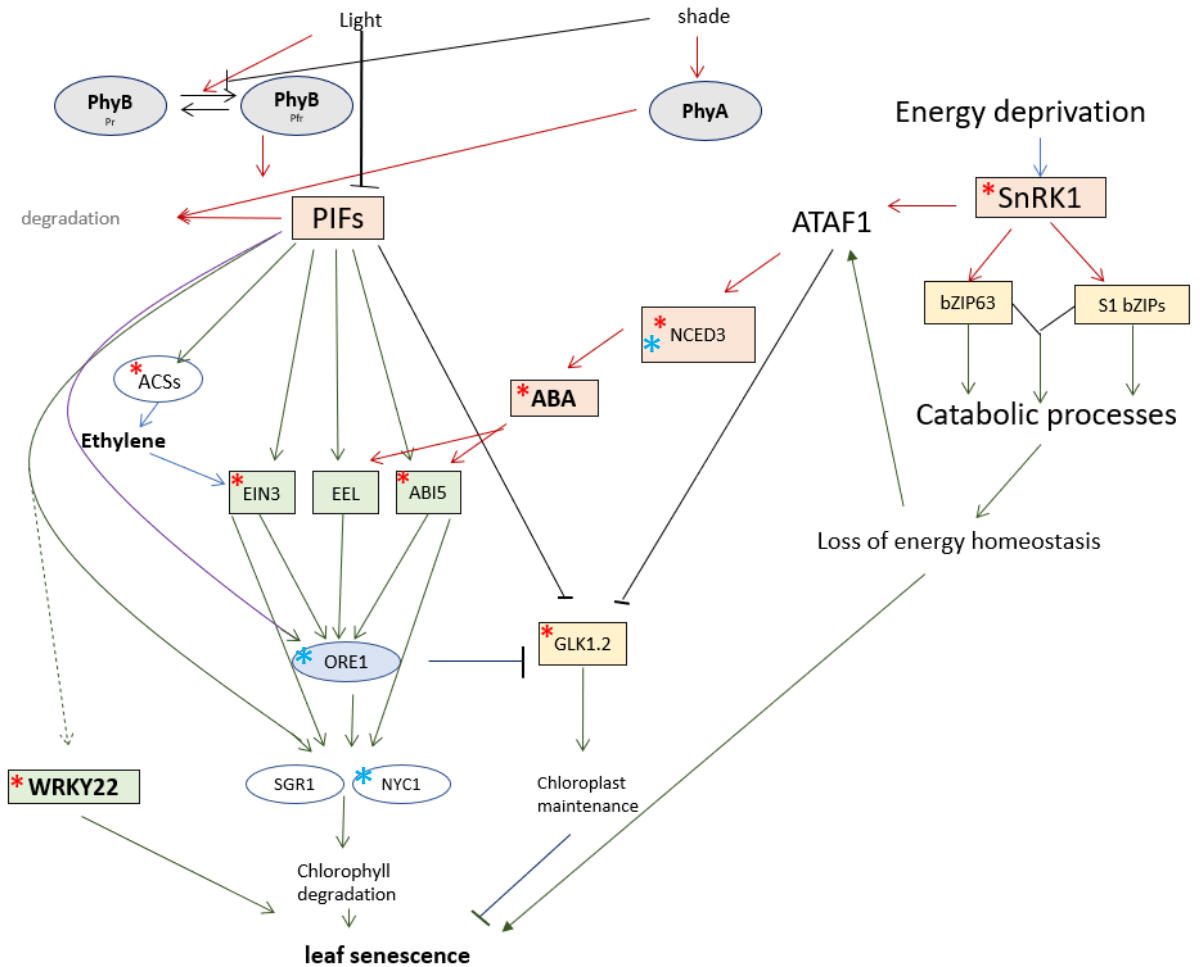 Light
shade
PhyB
Pr
PhyB
Pfr
PhyA
Energy deprivation
degradation
PIFs
ATAF1
*SnRK1
bZIP63
S1 bZIPs
*
* NCED3
* ACSs
*ABA
Catabolic processes
Ethylene
* EIN3
EEL
* ABI5
Loss of energy homeostasis
* ORE1
* GLK1.2
* WRKY22
SGR1
* NYC1
Chloroplast
maintenance
Chlorophyll
degradation
leaf senescence